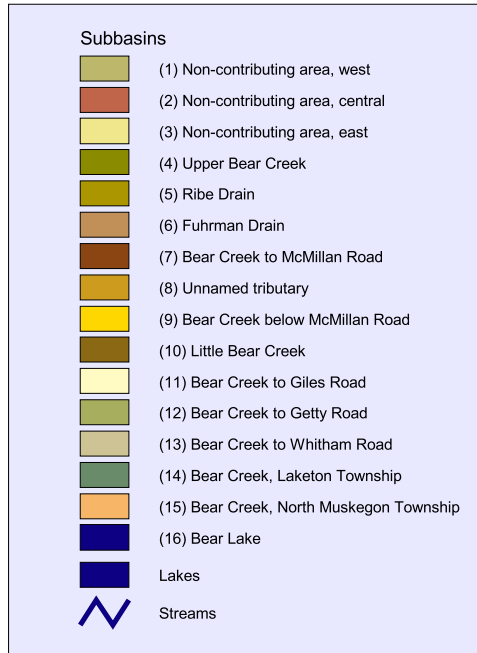 Subbasins
(1) Non-contributing area, west
(2) Non-contributing area, central
(3) Non-contributing area, east
(4) Upper Bear Creek
(5) Ribe Drain
(6) Fuhrman Drain
(7) Bear Creek to McMillan Road
(8) Unnamed tributary
(9) Bear Creek below McMillan Road
(10) Little Bear Creek
(11) Bear Creek to Giles Road
(12) Bear Creek to Getty Road
(13) Bear Creek to Whitham Road
(14) Bear Creek, Laketon Township
(15) Bear Creek, North Muskegon Township
(16) Bear Lake
Lakes
Streams